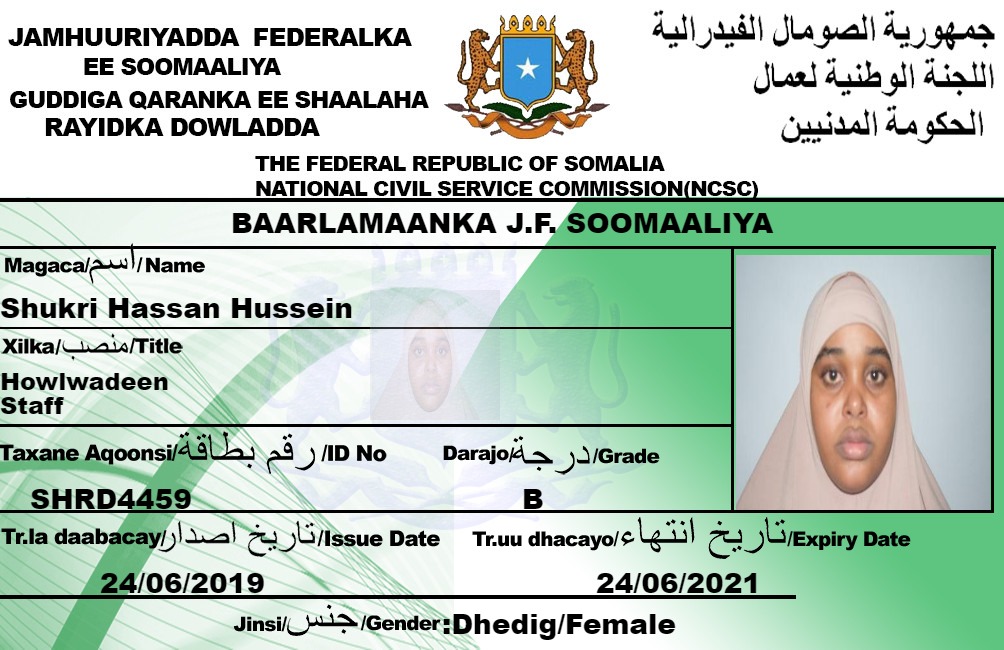 JAMHUURIYADDA FEDERALKA
EE SOOMAALIYA
GUDDIGA QARANKA EE SHAALAHA
RAYIDKA DOWLADDA
جمهورية الصومال الفيدرالية
اللجنة الوطنية لعمال
الحكومة المدنيين
THE FEDERAL REPUBLIC OF SOMALIA
NATIONAL CIVIL SERVICE COMMISSION(NCSC)
BAARLAMAANKA J.F. SOOMAALIYA
Magaca/اسم/Name
Shukri Hassan Hussein
Xilka/منصب/Title
Howlwadeen
Staff
Taxane Aqoonsi/رقم بطاقة/ID No
Darajo/درجة/Grade
SHRD4459
B
Tr.la daabacay/تاريخ اصدار/Issue Date
Tr.uu dhacayo/تاريخ انتهاء/Expiry Date
24/06/2019
24/06/2021
Jinsi/جنس/Gender:Dhedig/Female